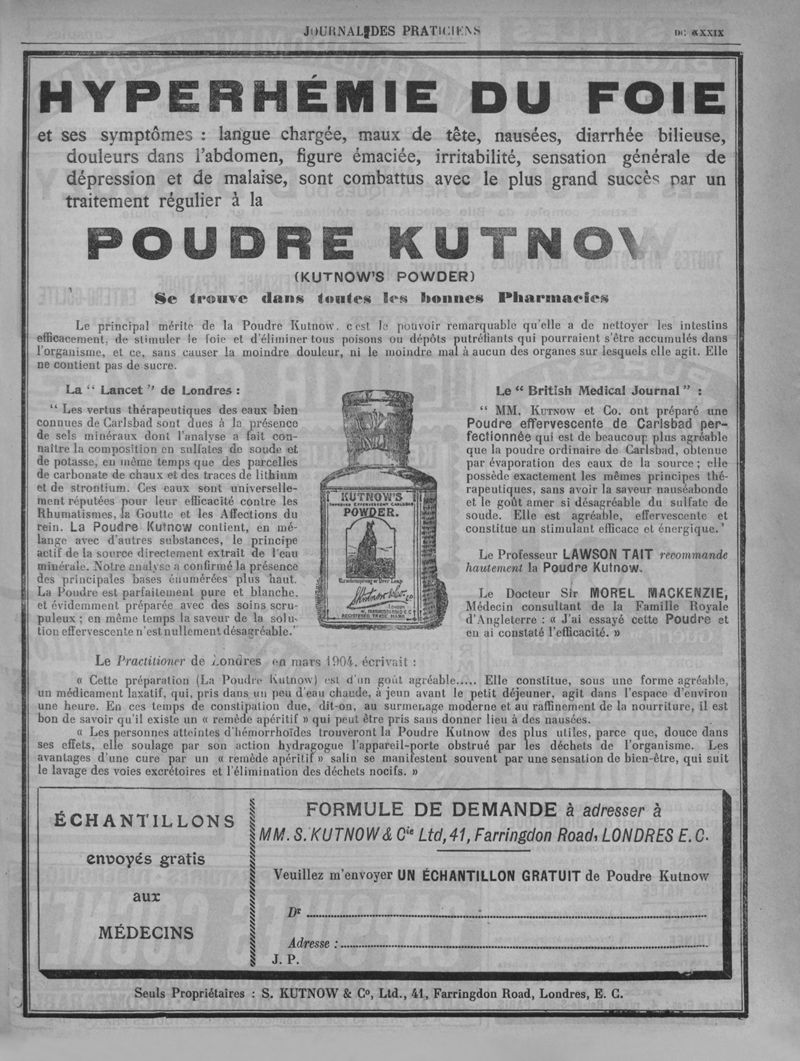 JOURNAL DES PRATICIENS
HYPERHÉMIE DU FOIE
et ses symptômes : langue chargée, maux de tête, nausées, diarrhée bilieuse,
douleurs dans l'abdomen, figure émaciée, irritabilité, sensation générale de
dépression et de malaise, sont combattus avec le plus grand succès par un
traitement régulier à la
POUDRE KUTNOW
(KUTNOW'S POWDER)
Se trouve dans toutes les bonnes Pharmacies
Le principal mérite de la Poudre Kutnow, c'est le pouvoir remarquable qu'elle a de nettoyer les intestins
efficacement, de stimuler le foie et d'éliminer tous poisons ou dépôts putréfiants qui pourraient s'être accumulés dans
l'organisme, et ce, sans causer la moindre douleur, ni le moindre mal à aucun des organes sur lesquels elle agit. Elle
ne contient pas de sucre.
La “ Lancet ” de Londres :
“ Les vertus thérapeutiques des eaux bien
connues de Carlsbad sont dues à la présence
de sels minéraux dont l'analyse a fait con-
naître la composition en sulfates de soude et
de potasse, en même temps que des parcelles
de carbonate de chaux et des traces de lithium
et de strontium. Ces eaux sont universelle-
ment réputées pour leur efficacité contre les
Rhumatismes, la Goutte et les Affections du
rein. La Poudre Kutnow contient, en mé-
lange avec d'autres substances, le principe
actif de la source directement extrait de l'eau
minérale. Notre analyse a confirmé la présence
des principales bases énumérées plus haut.
La Poudre est parfaitement pure et blanche,
et évidemment préparée avec des soins scru-
puleux ; en même temps la saveur de la solu-
tion effervescente n'est nullement désagréable.'
KUTNOW'S
IMPROVED EFFERVESCENT CARLSBAD
POWDER.
S. Kutnow & Co. Ld
London
41, FARRINGDON RD E.C.
REGISTERED TRADE MARK
Le “ British Medical Journal ” :
“ MM. KUTNOW et Co. ont préparé une
Poudre effervescente de Carlsbad per-
fectionnée qui est de beaucoup plus agréable
que la poudre ordinaire de Carlsbad, obtenue
par évaporation des eaux de la source ; elle
possède exactement les mêmes principes thé-
rapeutiques, sans avoir la saveur nauséabonde
et le goût amer si désagréable du sulfate de
soude. Elle est agréable, effervescente et
constitue un stimulant efficace et énergique.'
Le Professeur LAWSON TAIT recommande
hautement la Poudre Kutnow.
Le Docteur Sir MOREL MACKENZIE,
Médecin consultant de la Famille Royale
d'Angleterre : « J'ai essayé cette Poudre et
en ai constaté l'efficacité. »
Le Practitioner de Londres en mars 1904, écrivait :
« Cette préparation (La Poudre Kutnow) est d'un goût agréable..... Elle constitue, sous une forme agréable,
un médicament laxatif, qui, pris dans un peu d'eau chaude, à jeun avant le petit déjeuner, agit dans l'espace d'environ
une heure. En ces temps de constipation due, dit-on, au surmenage moderne et au raffinement de la nourriture, il est
bon de savoir qu'il existe un « remède apéritif » qui peut être pris sans donner lieu à des nausées.
« Les personnes atteintes d'hémorrhoïdes trouveront la Poudre Kutnow des plus utiles, parce que, douce dans
ses effets, elle soulage par son action hydragogue l'appareil-porte obstrué par les déchets de l'organisme. Les
avantages d'une cure par un « remède apéritif » salin se manifestent souvent par une sensation de bien-être, qui suit
le lavage des voies excrétoires et l'élimination des déchets nocifs. »
ÉCHANTILLONS
envoyés gratis
aux
MÉDECINS
FORMULE DE DEMANDE à adresser à
MM. S. KUTNOW & Cie Ltd, 41, Farringdon Road, LONDRES E. C.
Veuillez m'envoyer UN ÉCHANTILLON GRATUIT de Poudre Kutnow
Dr
Adresse :
J. P.
Seuls Propriétaires : S. KUTNOW & Co, Ltd., 41, Farringdon Road, Londres, E. C.